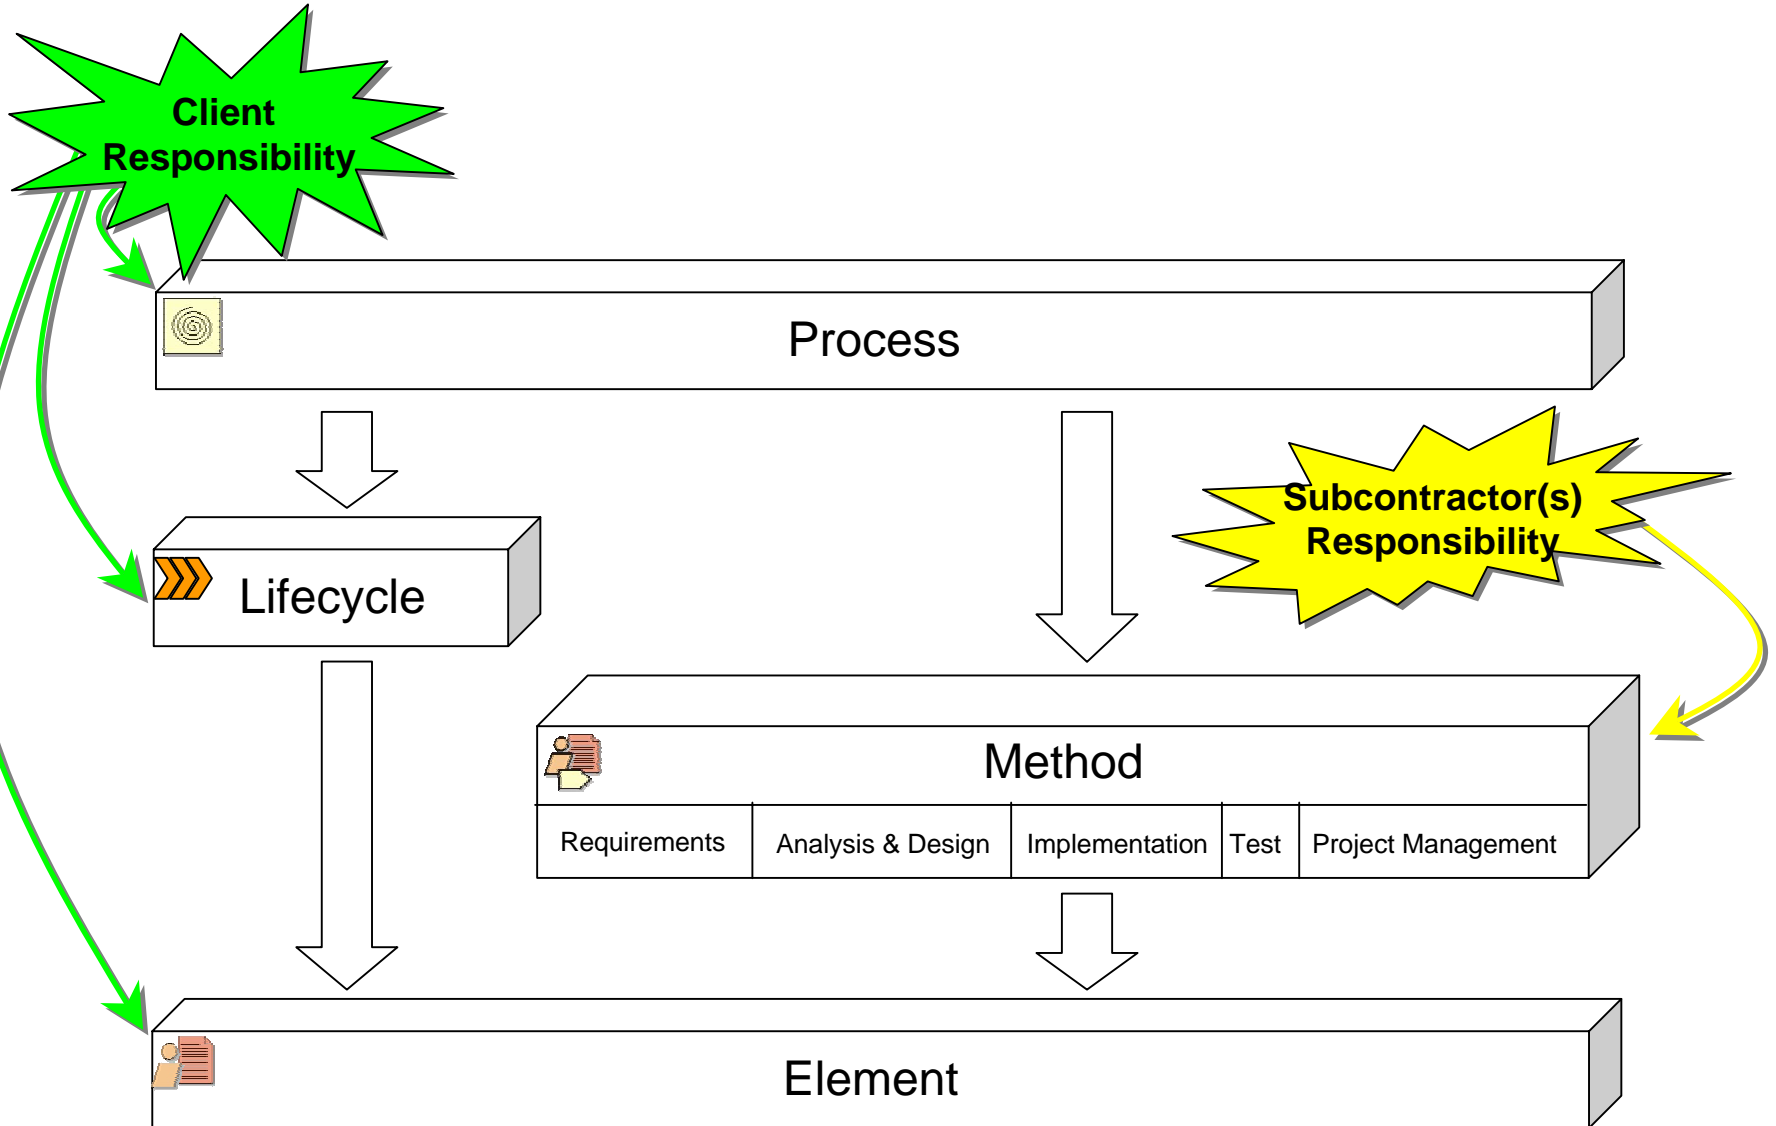 Client
Responsibility
Process
Subcontractor(s)
Responsibility
Lifecycle
Method
Requirements
Analysis & Design
Implementation
Test
Project Management
Element